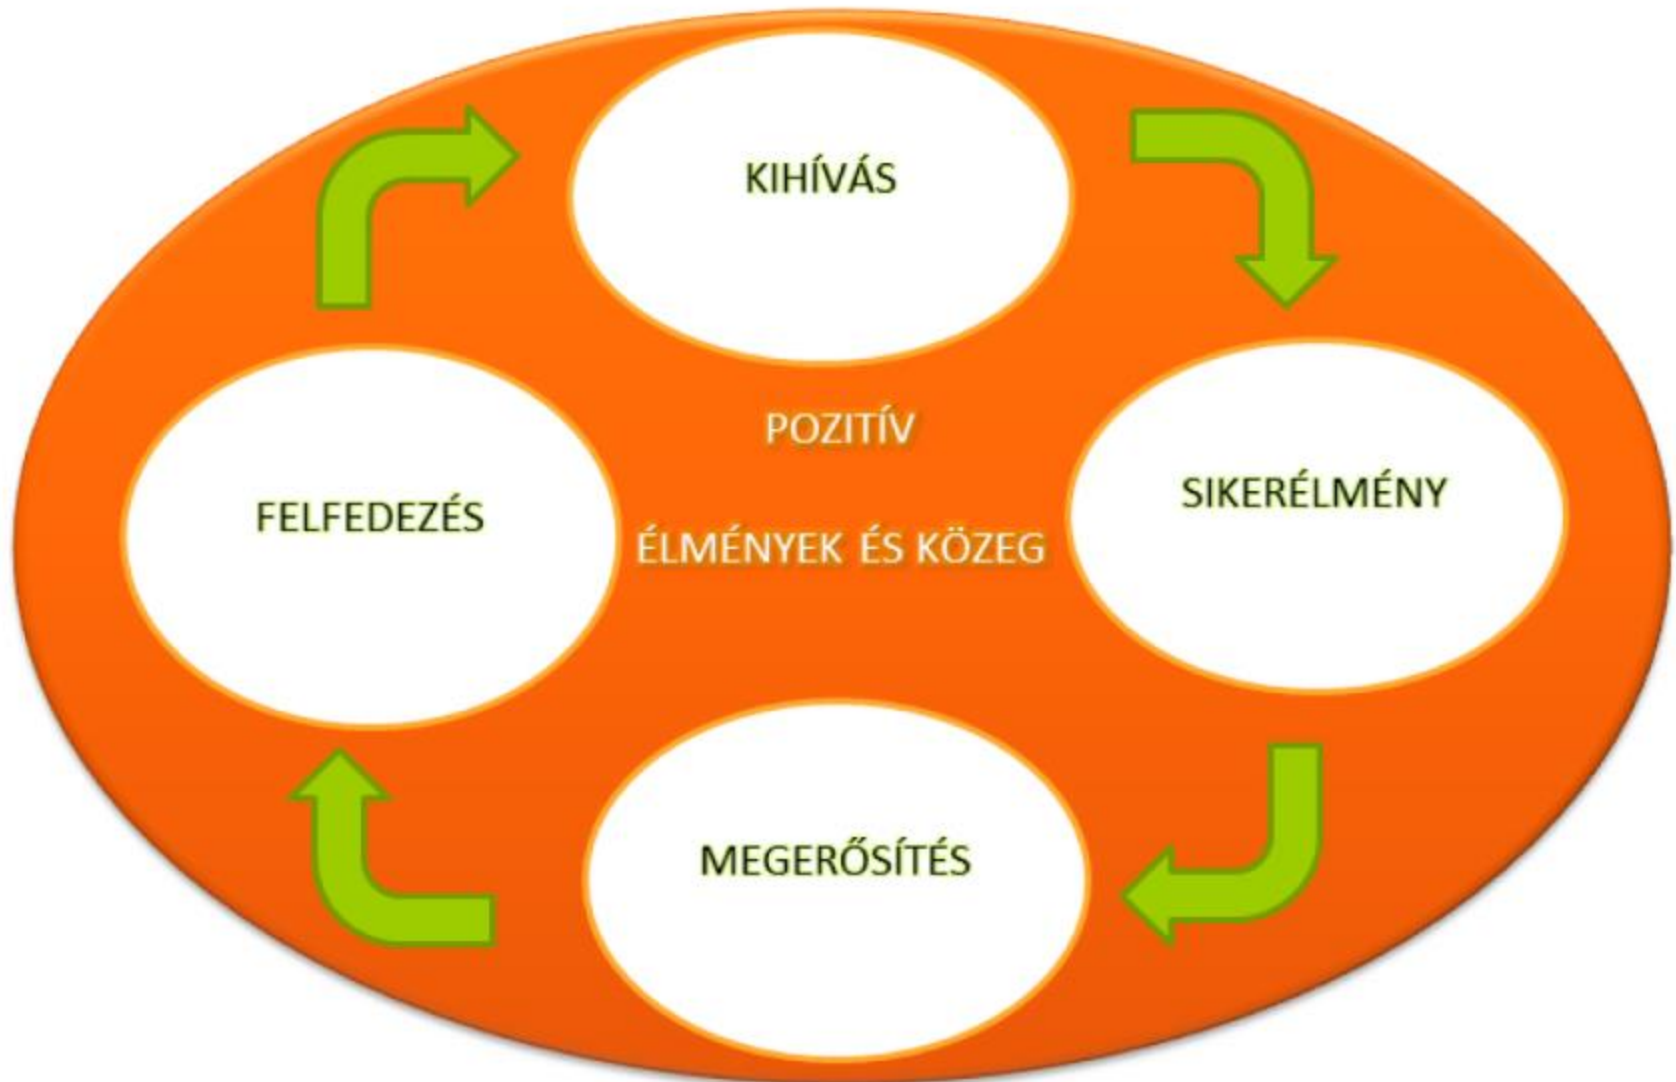 KIHÍVÁS
POZITÍV
SIKERÉLMÉNY
FELFEDEZÉS
ÉLMÉNYEK ÉS KÖZEG
MEGERŐSÍTÉS